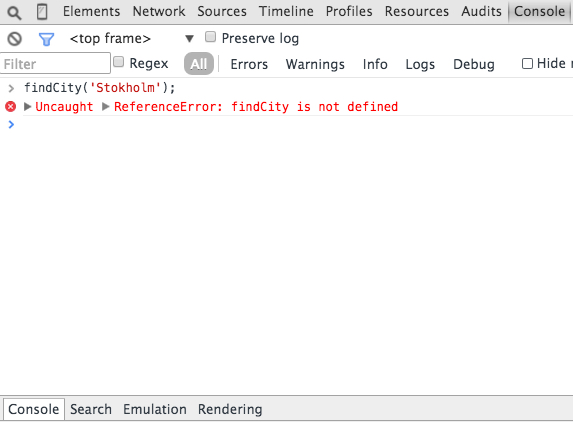 Elements Network Sources Timeline Profiles Resources Audits Console
<top frame> ▼ Preserve log
Filter Regex All Errors Warnings Info Logs Debug Hide
> findCity('Stokholm');
▶ Uncaught ▶ ReferenceError: findCity is not defined
>
Console Search Emulation Rendering